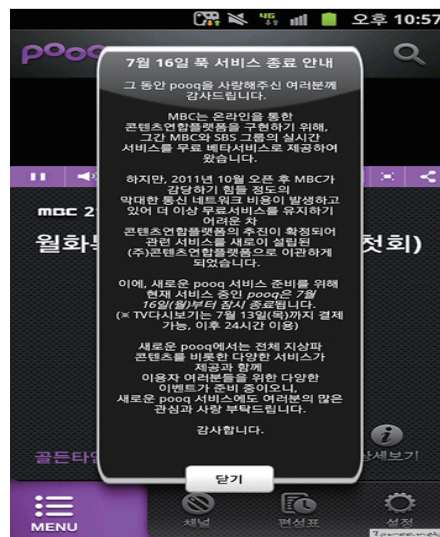 4G
오후 10:57
pooq
7월 16일 푹 서비스 종료 안내
그 동안 pooq을 사랑해주신 여러분께
감사드립니다.
MBC는 온라인을 통한
콘텐츠연합플랫폼을 구현하기 위해,
그간 MBC와 SBS 그룹의 실시간
서비스를 무료 베타서비스로 제공하여
왔습니다.
하지만, 2011년 10월 오픈 후 MBC가
감당하기 힘들 정도의
막대한 통신 네트워크 비용이 발생하고
있어 더 이상 무료서비스를 유지하기
어려운 차
콘텐츠연합플랫폼의 추진이 확정되어
관련 서비스를 새로이 설립된
(주)콘텐츠연합플랫폼으로 이관하게
되었습니다.
이에, 새로운 pooq 서비스 준비를 위해
현재 서비스 중인 pooq은 7월
16일(월)부터 잠시 종료됩니다.
(※ TV다시보기는 7월 13일(목)까지 결제
가능, 이후 24시간 이용)
새로운 pooq에서는 전체 지상파
콘텐츠를 비롯한 다양한 서비스가
제공과 함께
이용자 여러분들을 위한 다양한
이벤트가 준비 중이오니,
새로운 pooq 서비스에도 여러분의 많은
관심과 사랑 부탁드립니다.
감사합니다.
닫기
mbc 2
월화 첫회)
골든타임 상세보기
MENU 채널 편성표 설정